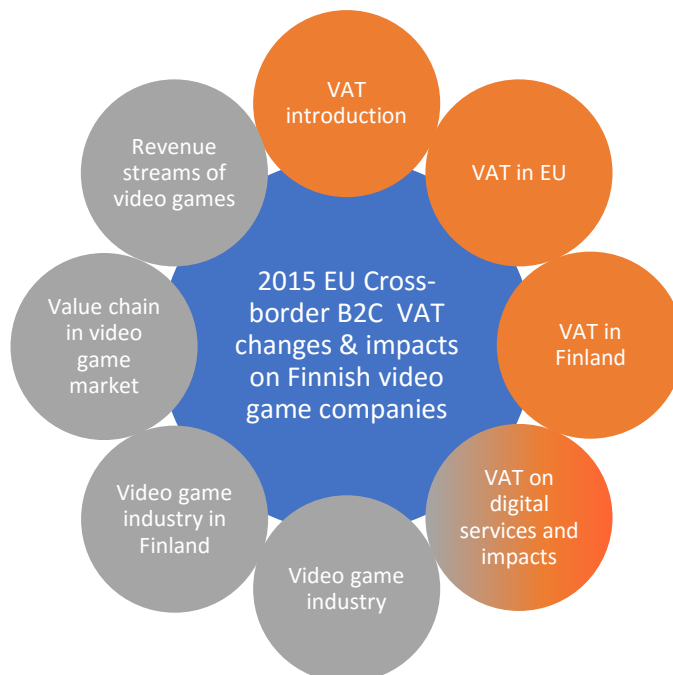 VAT
introduction
VAT in EU
VAT in
Finland
VAT on
digital
services and
impacts
Video game
industry
Video game
industry in
Finland
Value chain
in video
game
market
Revenue
streams of
video games
2015 EU Cross-
border B2C VAT
changes & impacts
on Finnish video
game companies